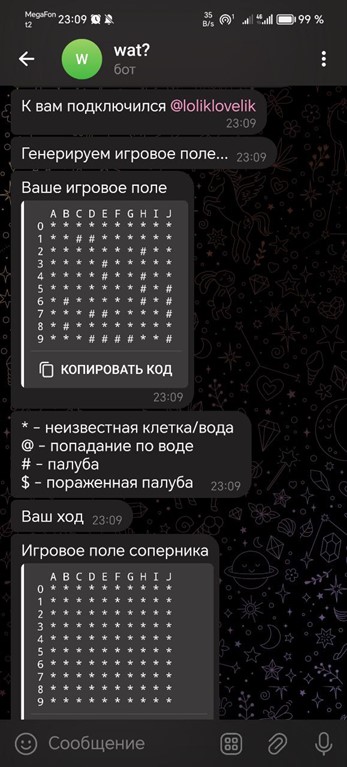 MegaFon
t2
23:09
35
B/s
99 %
W
wat?
бот
К вам подключился @loliklovelik
23:09
Генерируем игровое поле... 23:09
Ваше игровое поле
A B C D E F G H I J
0 * * * * * * * * * *
1 * * # # * * * * * *
2 * * * * * * * # * *
3 * * * * # * * * * *
4 * * * * # * * # * *
5 * * * * * * * # * #
6 * # * * * * * # * #
7 * * * # # * * * * #
8 * # * * * * * * * *
9 * * * # # # # * * #
КОПИРОВАТЬ КОД
23:09
* – неизвестная клетка/вода
@ – попадание по воде
# – палуба
$ – пораженная палуба 23:09
Ваш ход 23:09
Игровое поле соперника
A B C D E F G H I J
0 * * * * * * * * * *
1 * * * * * * * * * *
2 * * * * * * * * * *
3 * * * * * * * * * *
4 * * * * * * * * * *
5 * * * * * * * * * *
6 * * * * * * * * * *
7 * * * * * * * * * *
8 * * * * * * * * * *
9 * * * * * * * * * *
Сообщение